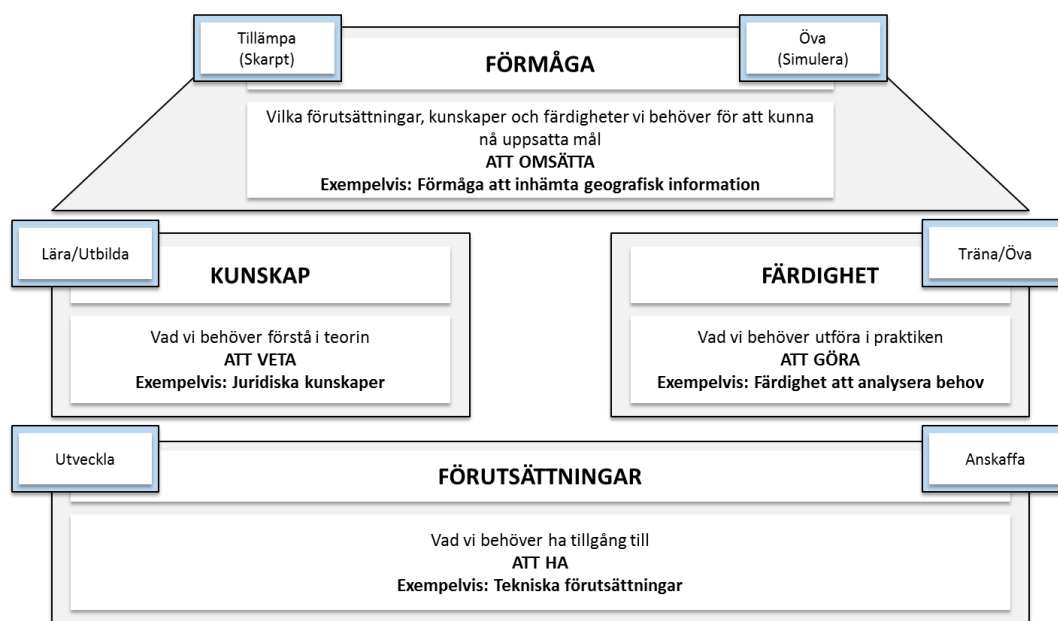 Tillämpa
(Skarpt)
FÖRMÅGA
Öva
(Simulera)
Vilka förutsättningar, kunskaper och färdigheter vi behöver för att kunna
nå uppsatta mål
ATT OMSÄTTA
Exempelvis: Förmåga att inhämta geografisk information
Lära/Utbilda
KUNSKAP
Vad vi behöver förstå i teorin
ATT VETA
Exempelvis: Juridiska kunskaper
Träna/Öva
FÄRDIGHET
Vad vi behöver utföra i praktiken
ATT GÖRA
Exempelvis: Färdighet att analysera behov
Utveckla
FÖRUTSÄTTNINGAR
Anskaffa
Vad vi behöver ha tillgång till
ATT HA
Exempelvis: Tekniska förutsättningar